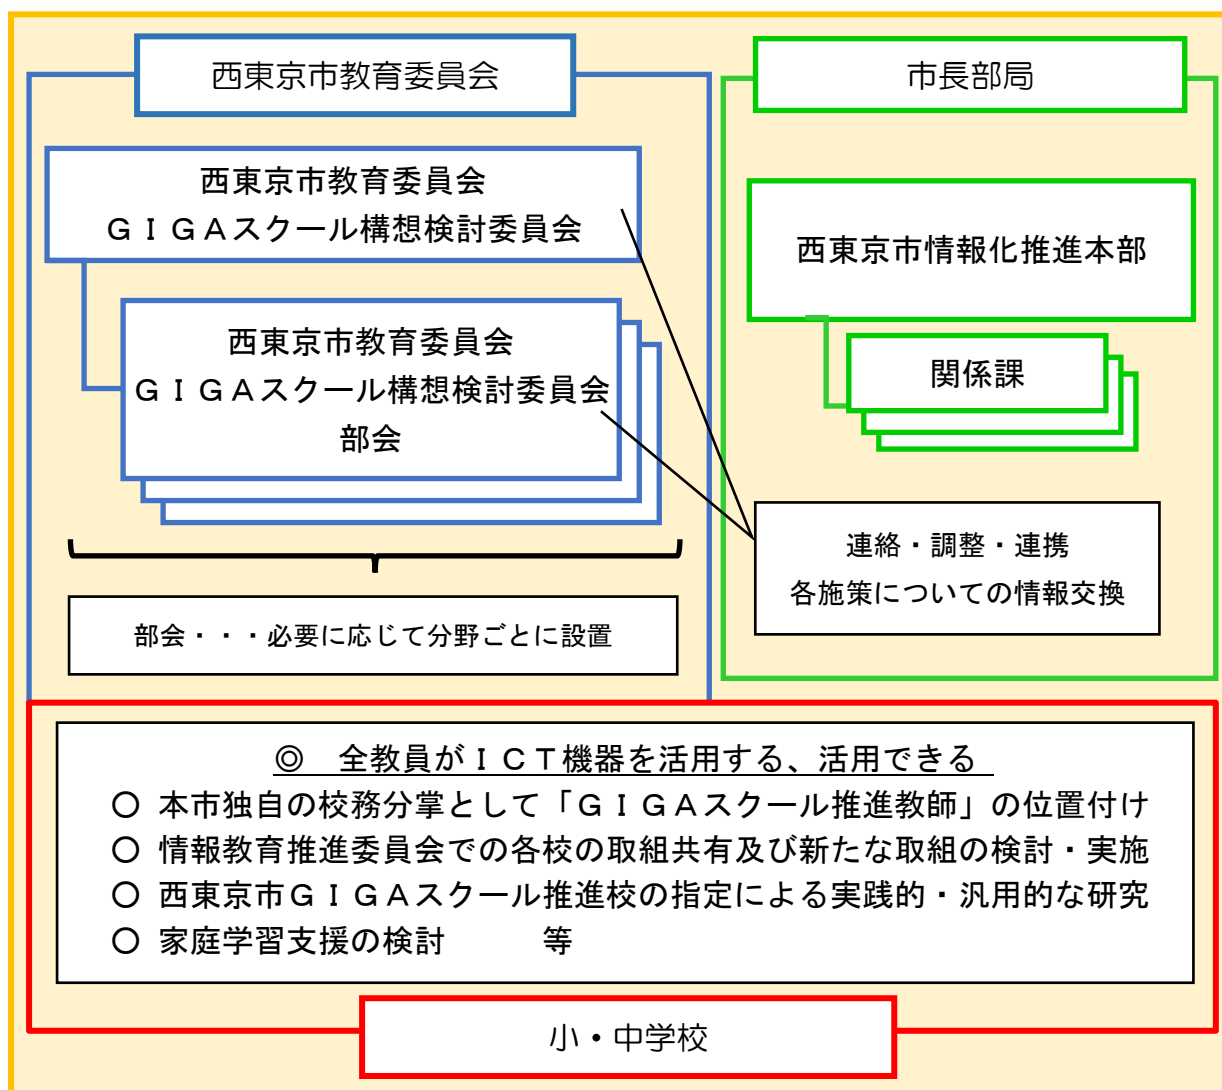 西東京市教育委員会
西東京市教育委員会
ＧＩＧＡスクール構想検討委員会
西東京市教育委員会
ＧＩＧＡスクール構想検討委員会
部会
部会・・・必要に応じて分野ごとに設置
市長部局
西東京市情報化推進本部
関係課
連絡・調整・連携
各施策についての情報交換
◎　全教員がＩＣＴ機器を活用する、活用できる
〇 本市独自の校務分掌として「ＧＩＧＡスクール推進教師」の位置付け
〇 情報教育推進委員会での各校の取組共有及び新たな取組の検討・実施
〇 西東京市ＧＩＧＡスクール推進校の指定による実践的・汎用的な研究
〇 家庭学習支援の検討　　　等
小・中学校